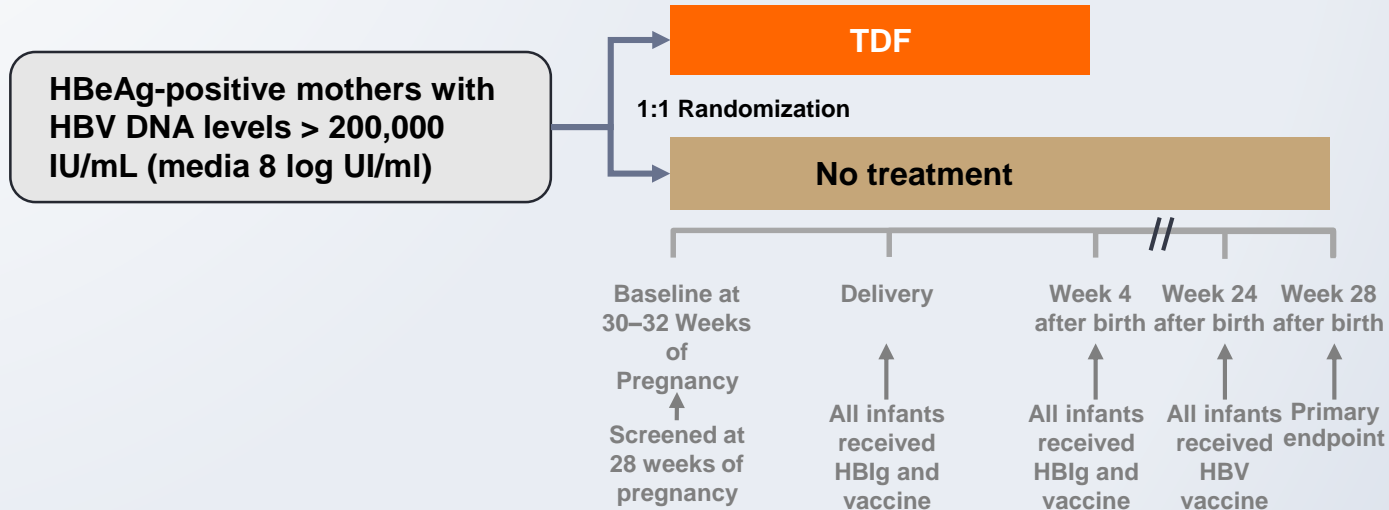 HBeAg-positive mothers with
HBV DNA levels > 200,000
IU/mL (media 8 log UI/ml)
TDF
1:1 Randomization
No treatment
Baseline at
30–32 Weeks
of
Pregnancy
Delivery
Week 4
after birth
Week 24
after birth
Week 28
after birth
Screened at
28 weeks of
pregnancy
All infants
received
HBIg and
vaccine
All infants
received
HBIg and
vaccine
All infants
received
HBV
vaccine
Primary
endpoint